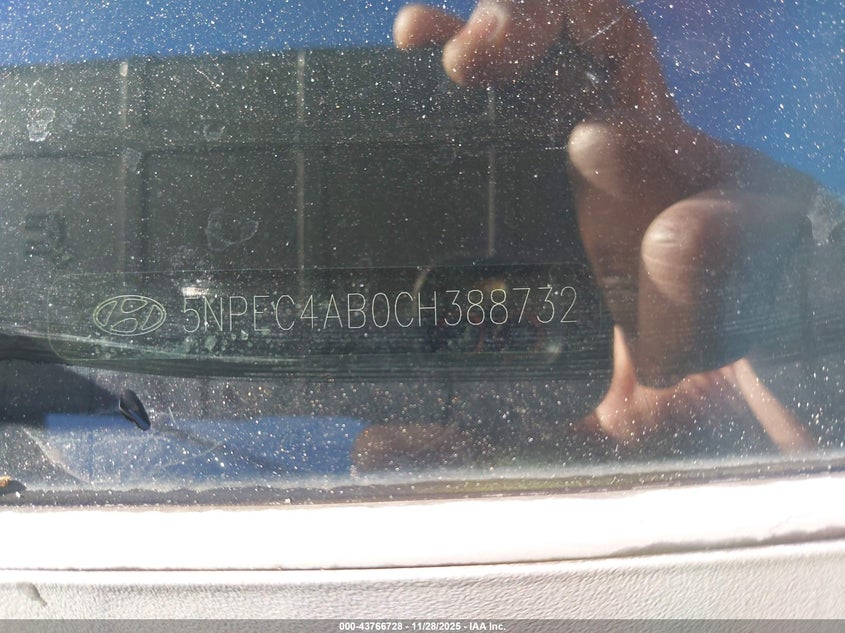 5NPEC4AB0CH388732
000-43766728 - 11/28/2025 - IAA Inc.